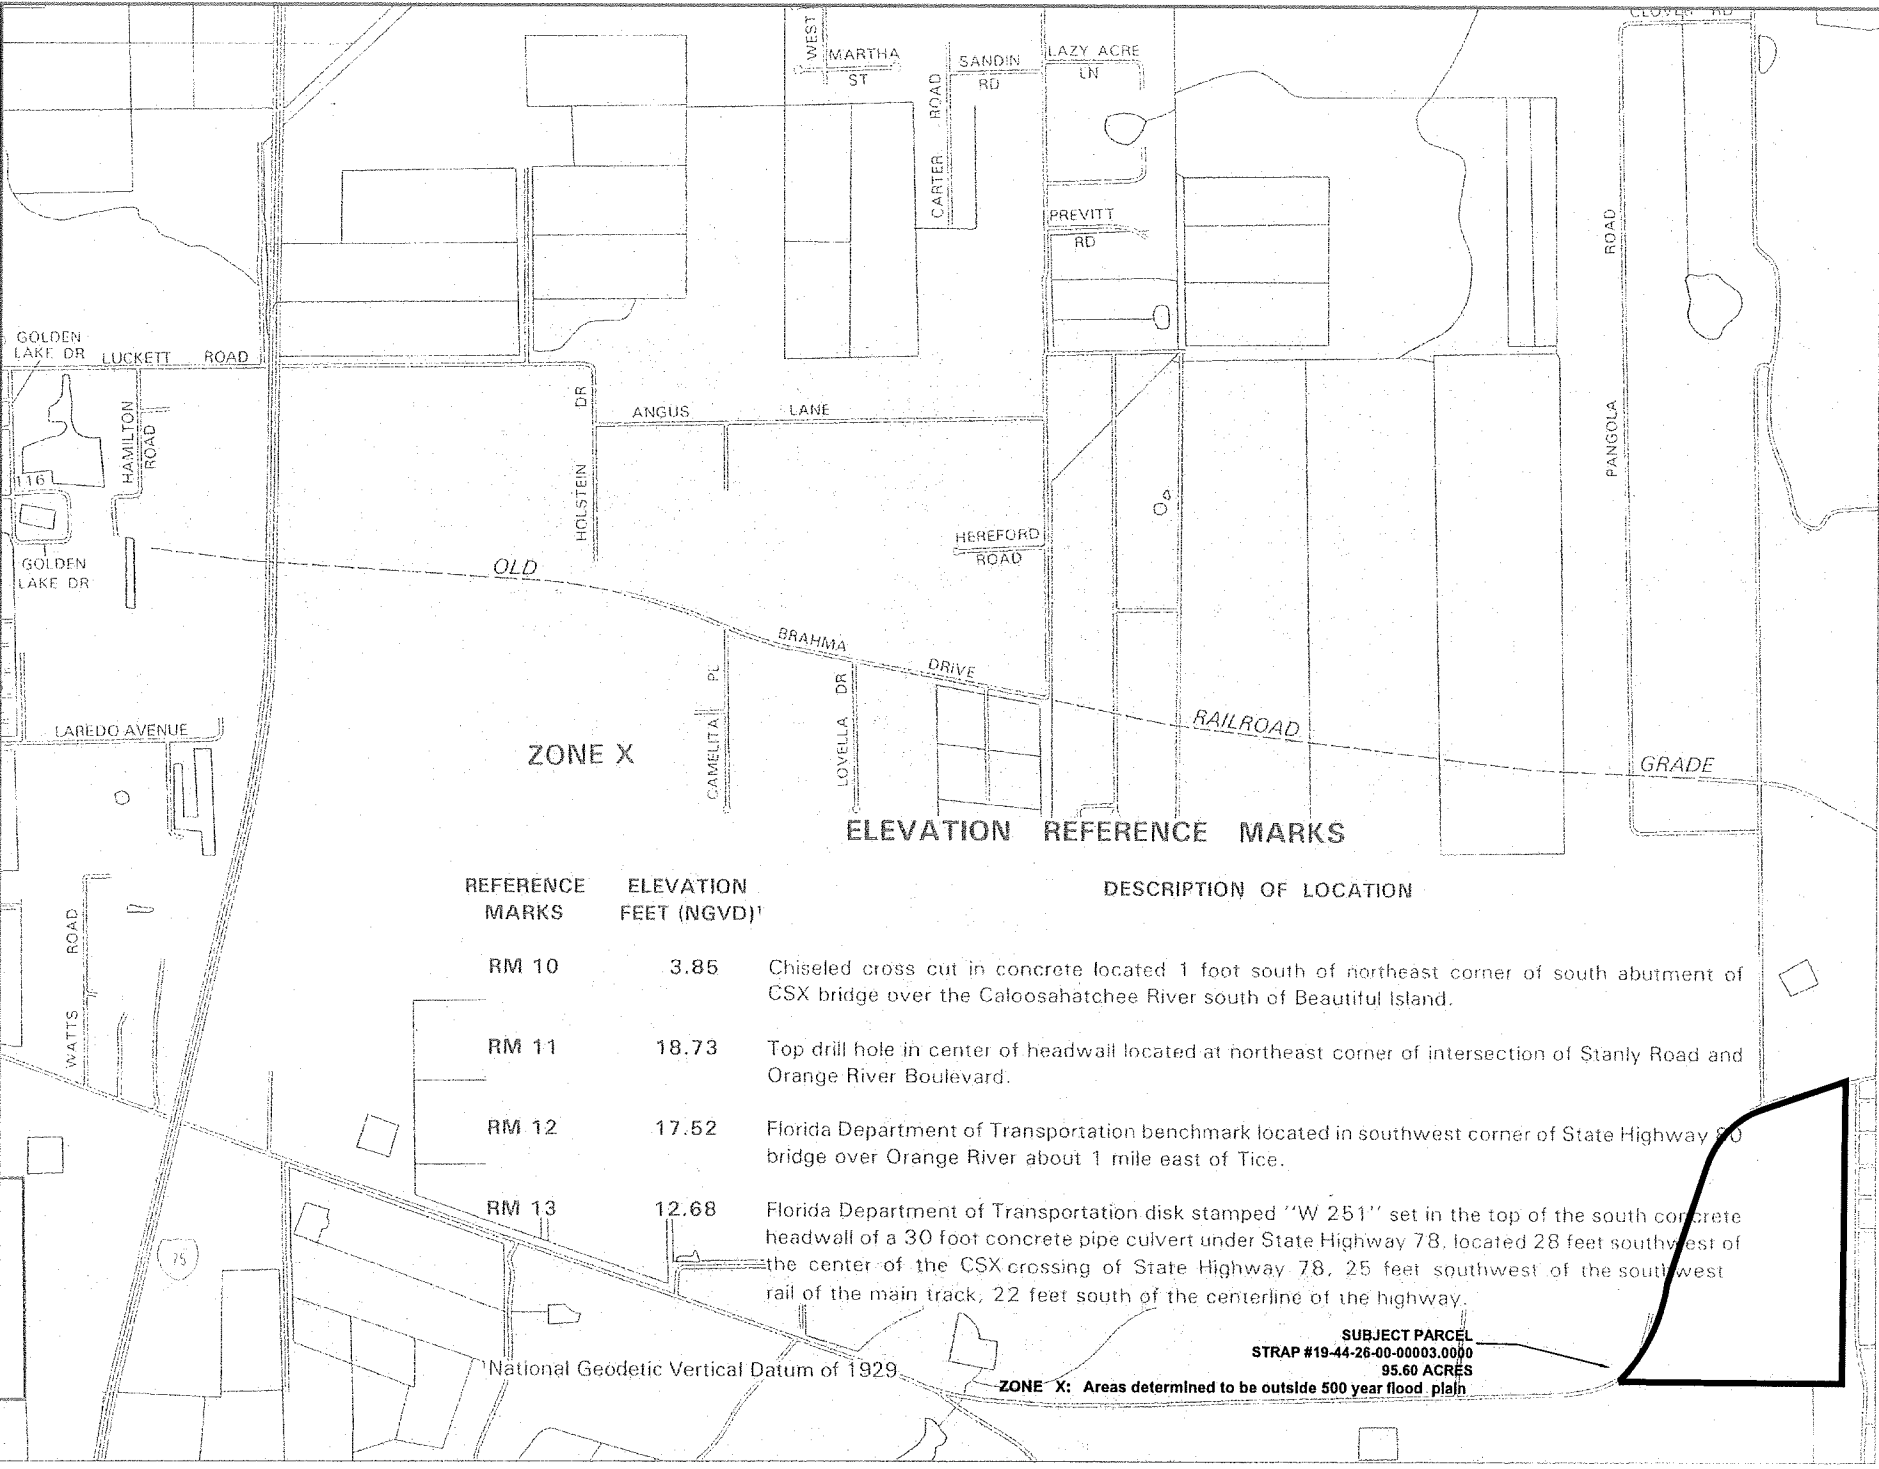 CLOVER RD
WEST
MARTHA
ST
CARTER ROAD
SANDIN
RD
LAZY ACRE
LN
PREVITT
RD
PANGOLA ROAD
GOLDEN
LAKE DR
LUCKETT ROAD
HAMILTON
ROAD
116
GOLDEN
LAKE DR
HOLSTEIN DR
ANGUS LANE
HEREFORD
ROAD
OLD
BRAHMA DRIVE
RAILROAD
GRADE
LAREDO AVENUE
CAMELITA PL
LOVELLA DR
ZONE X
WATTS ROAD
ELEVATION REFERENCE MARKS
REFERENCE ELEVATION DESCRIPTION OF LOCATION
MARKS FEET (NGVD)¹
RM 10 3.85 Chiseled cross cut in concrete located 1 foot south of northeast corner of south abutment of
CSX bridge over the Caloosahatchee River south of Beautiful Island.
RM 11 18.73 Top drill hole in center of headwall located at northeast corner of intersection of Stanly Road and
Orange River Boulevard.
RM 12 17.52 Florida Department of Transportation benchmark located in southwest corner of State Highway 80
bridge over Orange River about 1 mile east of Tice.
RM 13 12.68 Florida Department of Transportation disk stamped "W 251" set in the top of the south concrete
headwall of a 30 foot concrete pipe culvert under State Highway 78, located 28 feet southwest of
the center of the CSX crossing of State Highway 78, 25 feet southwest of the southwest
rail of the main track, 22 feet south of the centerline of the highway.
75
¹National Geodetic Vertical Datum of 1929
SUBJECT PARCEL
STRAP #19-44-26-00-00003.0000
95.60 ACRES
ZONE X: Areas determined to be outside 500 year flood plain